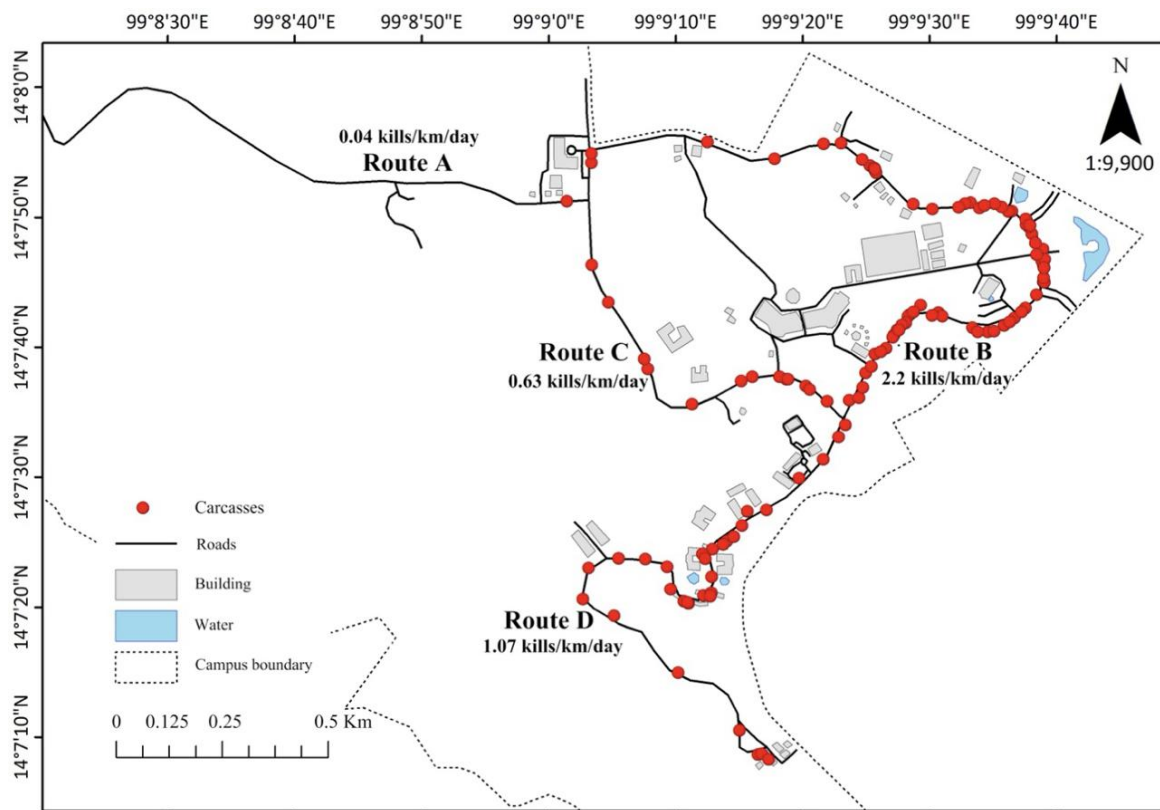 99°8'30"E 99°8'40"E 99°8'50"E 99°9'0"E 99°9'10"E 99°9'20"E 99°9'30"E 99°9'40"E
14°8'0"N
14°7'50"N
14°7'40"N
14°7'30"N
14°7'20"N
14°7'10"N
N
1:9,900
0.04 kills/km/day
Route A
Route C
0.63 kills/km/day
Route B
2.2 kills/km/day
Route D
1.07 kills/km/day
Carcasses
Roads
Building
Water
Campus boundary
0 0.125 0.25 0.5 Km